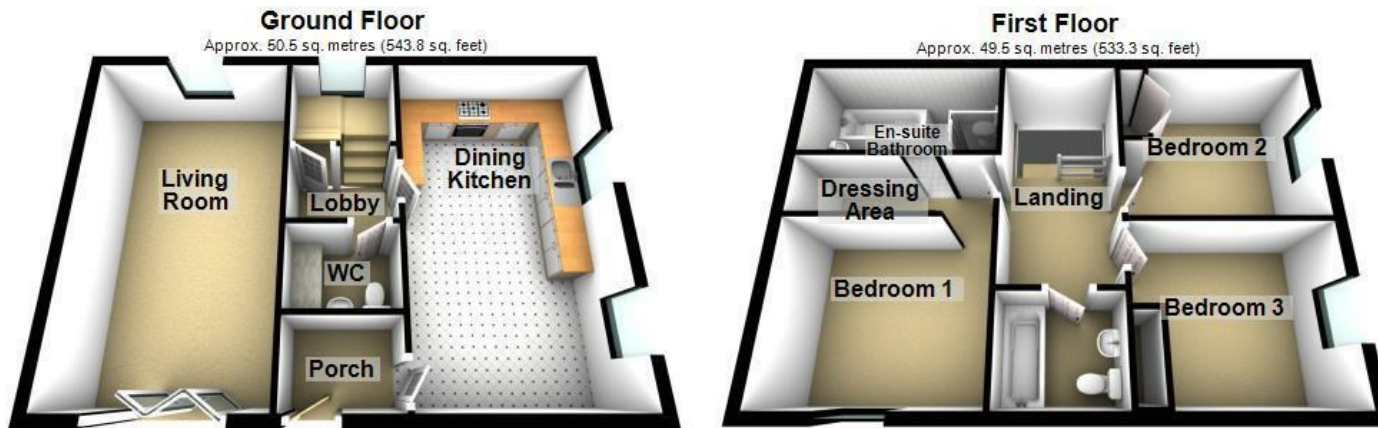 Ground Floor
Approx. 50.5 sq. metres (543.8 sq. feet)
Living
Room
Lobby
Dining
Kitchen
WC
Porch
First Floor
Approx. 49.5 sq. metres (533.3 sq. feet)
En-suite
Bathroom
Dressing
Area
Landing
Bedroom 2
Bedroom 1
Bedroom 3